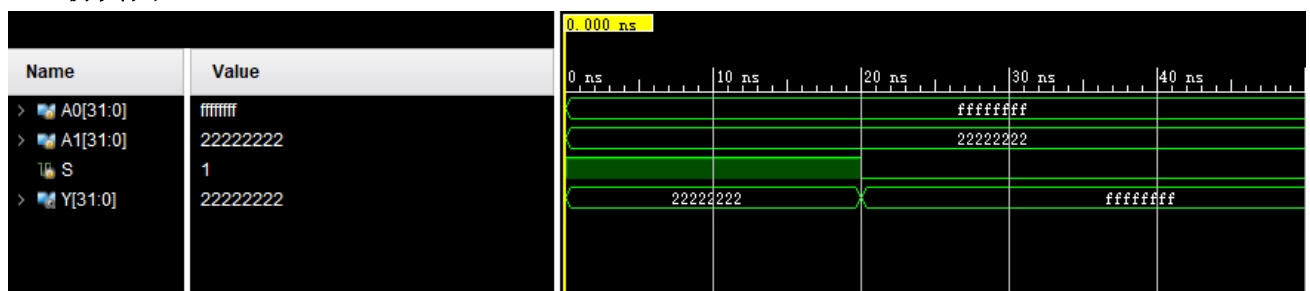 0.000 ns
Name Value
0 ns 10 ns 20 ns 30 ns 40 ns
A0[31:0] ffffffff ffffffff
A1[31:0] 22222222 22222222
S 1
Y[31:0] 22222222 22222222 ffffffff